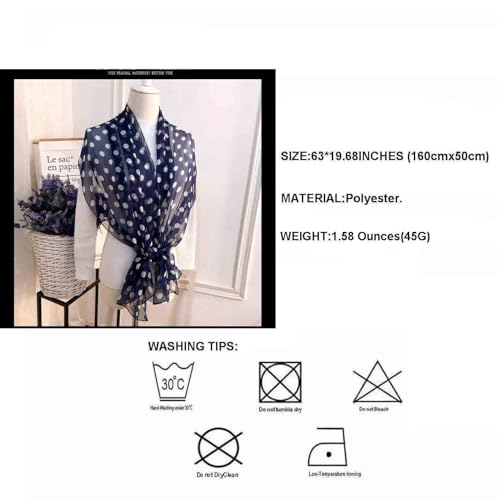 SIZE:63*19.68INCHES (160cmx50cm)
Le sac
en papier
MATERIAL:Polyester.
WEIGHT:1.58 Ounces(45G)
WASHING TIPS:
30°C
Hand-Washing under 30°C
Do not tumble dry
Do not Bleach
Do not DryClean
Low-Temperature Ironing